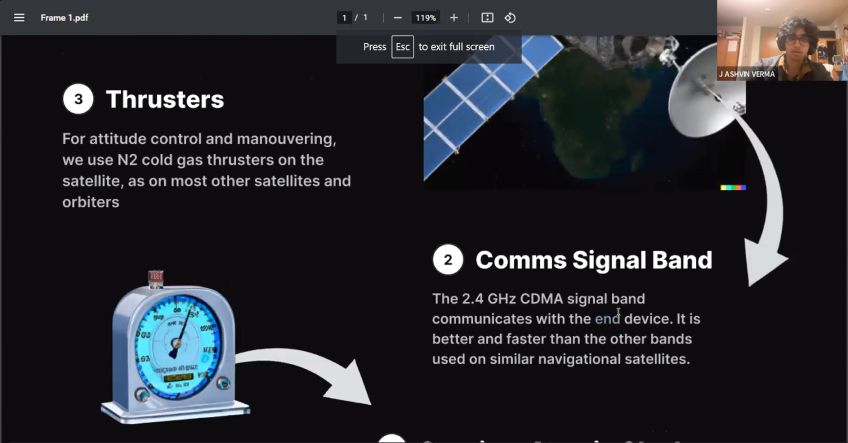 Frame 1.pdf
1 / 1
119%
Press Esc to exit full screen
J ASHVIN VERMA
3 Thrusters
For attitude control and manouvering,
we use N2 cold gas thrusters on the
satellite, as on most other satellites and
orbiters
2 Comms Signal Band
The 2.4 GHz CDMA signal band
communicates with the end device. It is
better and faster than the other bands
used on similar navigational satellites.